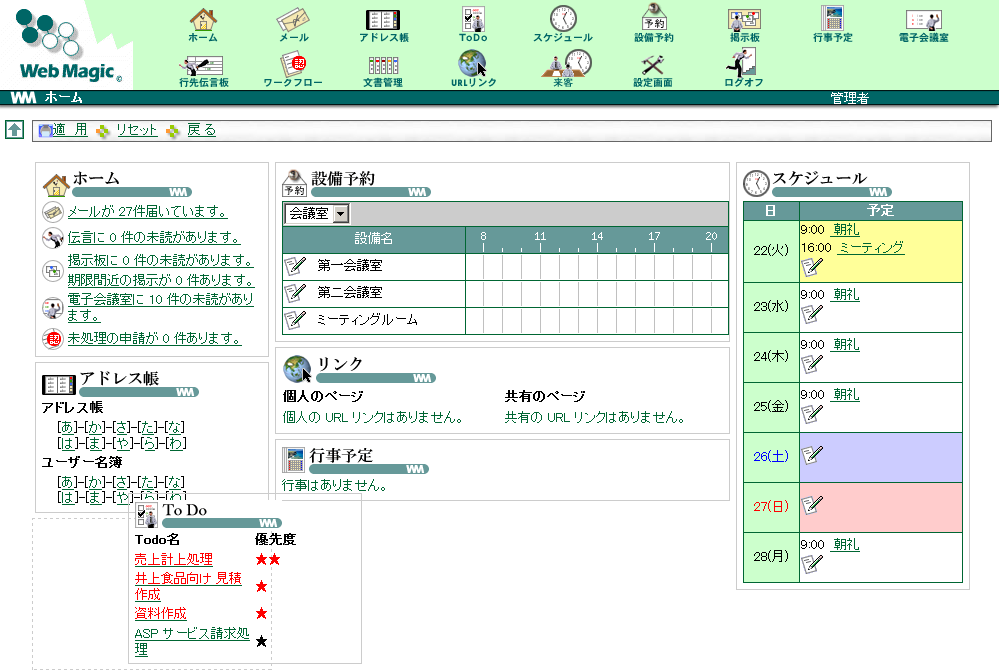 ホーム メール アドレス帳 ToDo スケジュール 設備予約 掲示板 行事予定 電子会議室
予約
Web Magic
行先伝言板 ワークフロー 文書管理 URLリンク 来客 設定画面 ログオフ
認
WM ホーム 管理者
適 用 リセット 戻る
ホーム
WM
メールが 27件届いています。
伝言に 0 件の未読があります。
掲示板に 0 件の未読があります。
期限間近の掲示が 0 件あります。
電子会議室に 10 件の未読があり
ます。
認
未処理の申請が 0 件あります。
アドレス帳
WM
アドレス帳
[あ]-[か]-[さ]-[た]-[な]
[は]-[ま]-[や]-[ら]-[わ]
ユーザー名簿
[あ]-[か]-[さ]-[た]-[な]
[は]-[ま]-[や]-[ら]-[わ]
To Do
WM
Todo名 優先度
売上計上処理 ★★
井上食品向け 見積
作成 ★
資料作成 ★
ASP サービス請求処
理 ★
予約
設備予約
WM
会議室
設備名 8 11 14 17 20
第一会議室
第二会議室
ミーティングルーム
リンク
WM
個人のページ 共有のページ
個人の URL リンクはありません。 共有の URL リンクはありません。
行事予定
WM
行事はありません。
スケジュール
WM
日 予定
22(火) 9:00 朝礼
16:00 ミーティング
23(水) 9:00 朝礼
24(木) 9:00 朝礼
25(金) 9:00 朝礼
26(土)
27(日)
28(月) 9:00 朝礼